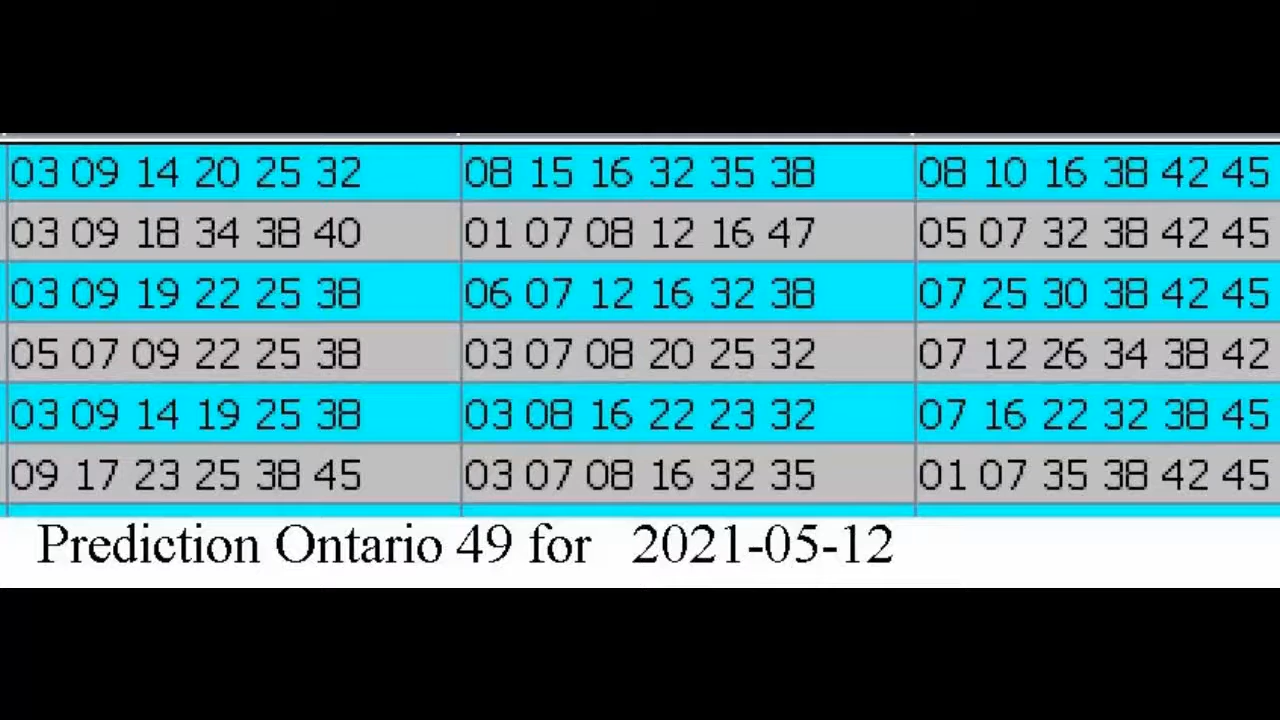 03 09 14 20 25 32 08 15 16 32 35 38 08 10 16 38 42 45
03 09 18 34 38 40 01 07 08 12 16 47 05 07 32 38 42 45
03 09 19 22 25 38 06 07 12 16 32 38 07 25 30 38 42 45
05 07 09 22 25 38 03 07 08 20 25 32 07 12 26 34 38 42
03 09 14 19 25 38 03 08 16 22 23 32 07 16 22 32 38 45
09 17 23 25 38 45 03 07 08 16 32 35 01 07 35 38 42 45
Prediction Ontario 49 for 2021-05-12